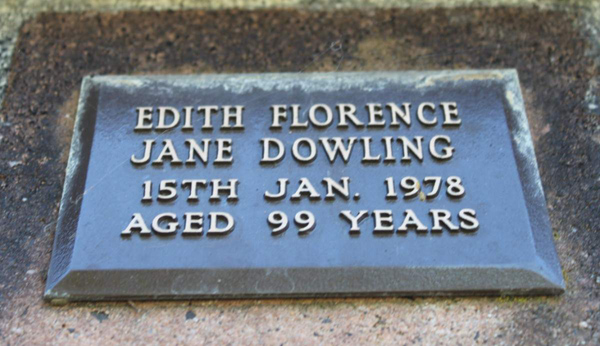 EDITH FLORENCE
JANE DOWLING
15TH JAN. 1978
AGED 99 YEARS